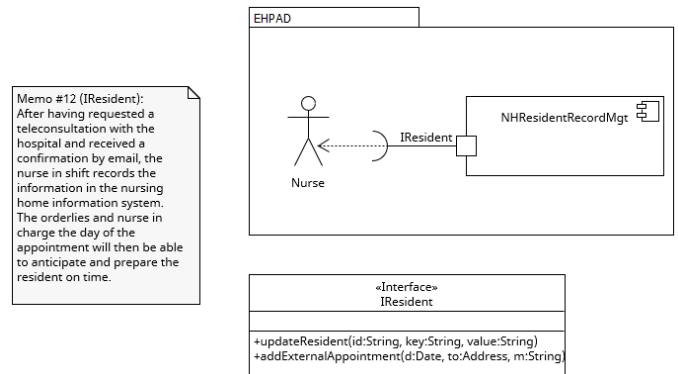 EHPAD
Memo #12 (IResident):
After having requested a
teleconsultation with the
hospital and received a
confirmation by email, the
nurse in shift records the
information in the nursing
home information system.
The orderlies and nurse in
charge the day of the
appointment will then be able
to anticipate and prepare the
resident on time.
NHResidentRecordMgt
IResident
Nurse
«Interface»
IResident
+updateResident(id:String, key:String, value:String)
+addExternalAppointment(d:Date, to:Address, m:String)